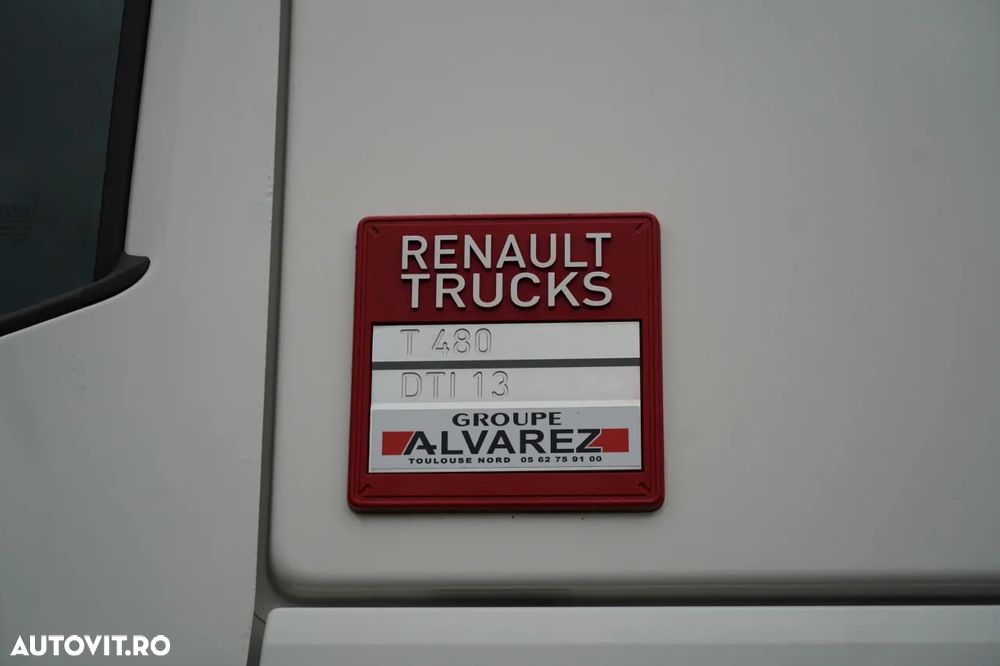 RENAULT
TRUCKS
T 480
DTI 13
GROUPE
ALVAREZ
TOULOUSE NORD 05 62 75 91 00
AUTOVIT.RO